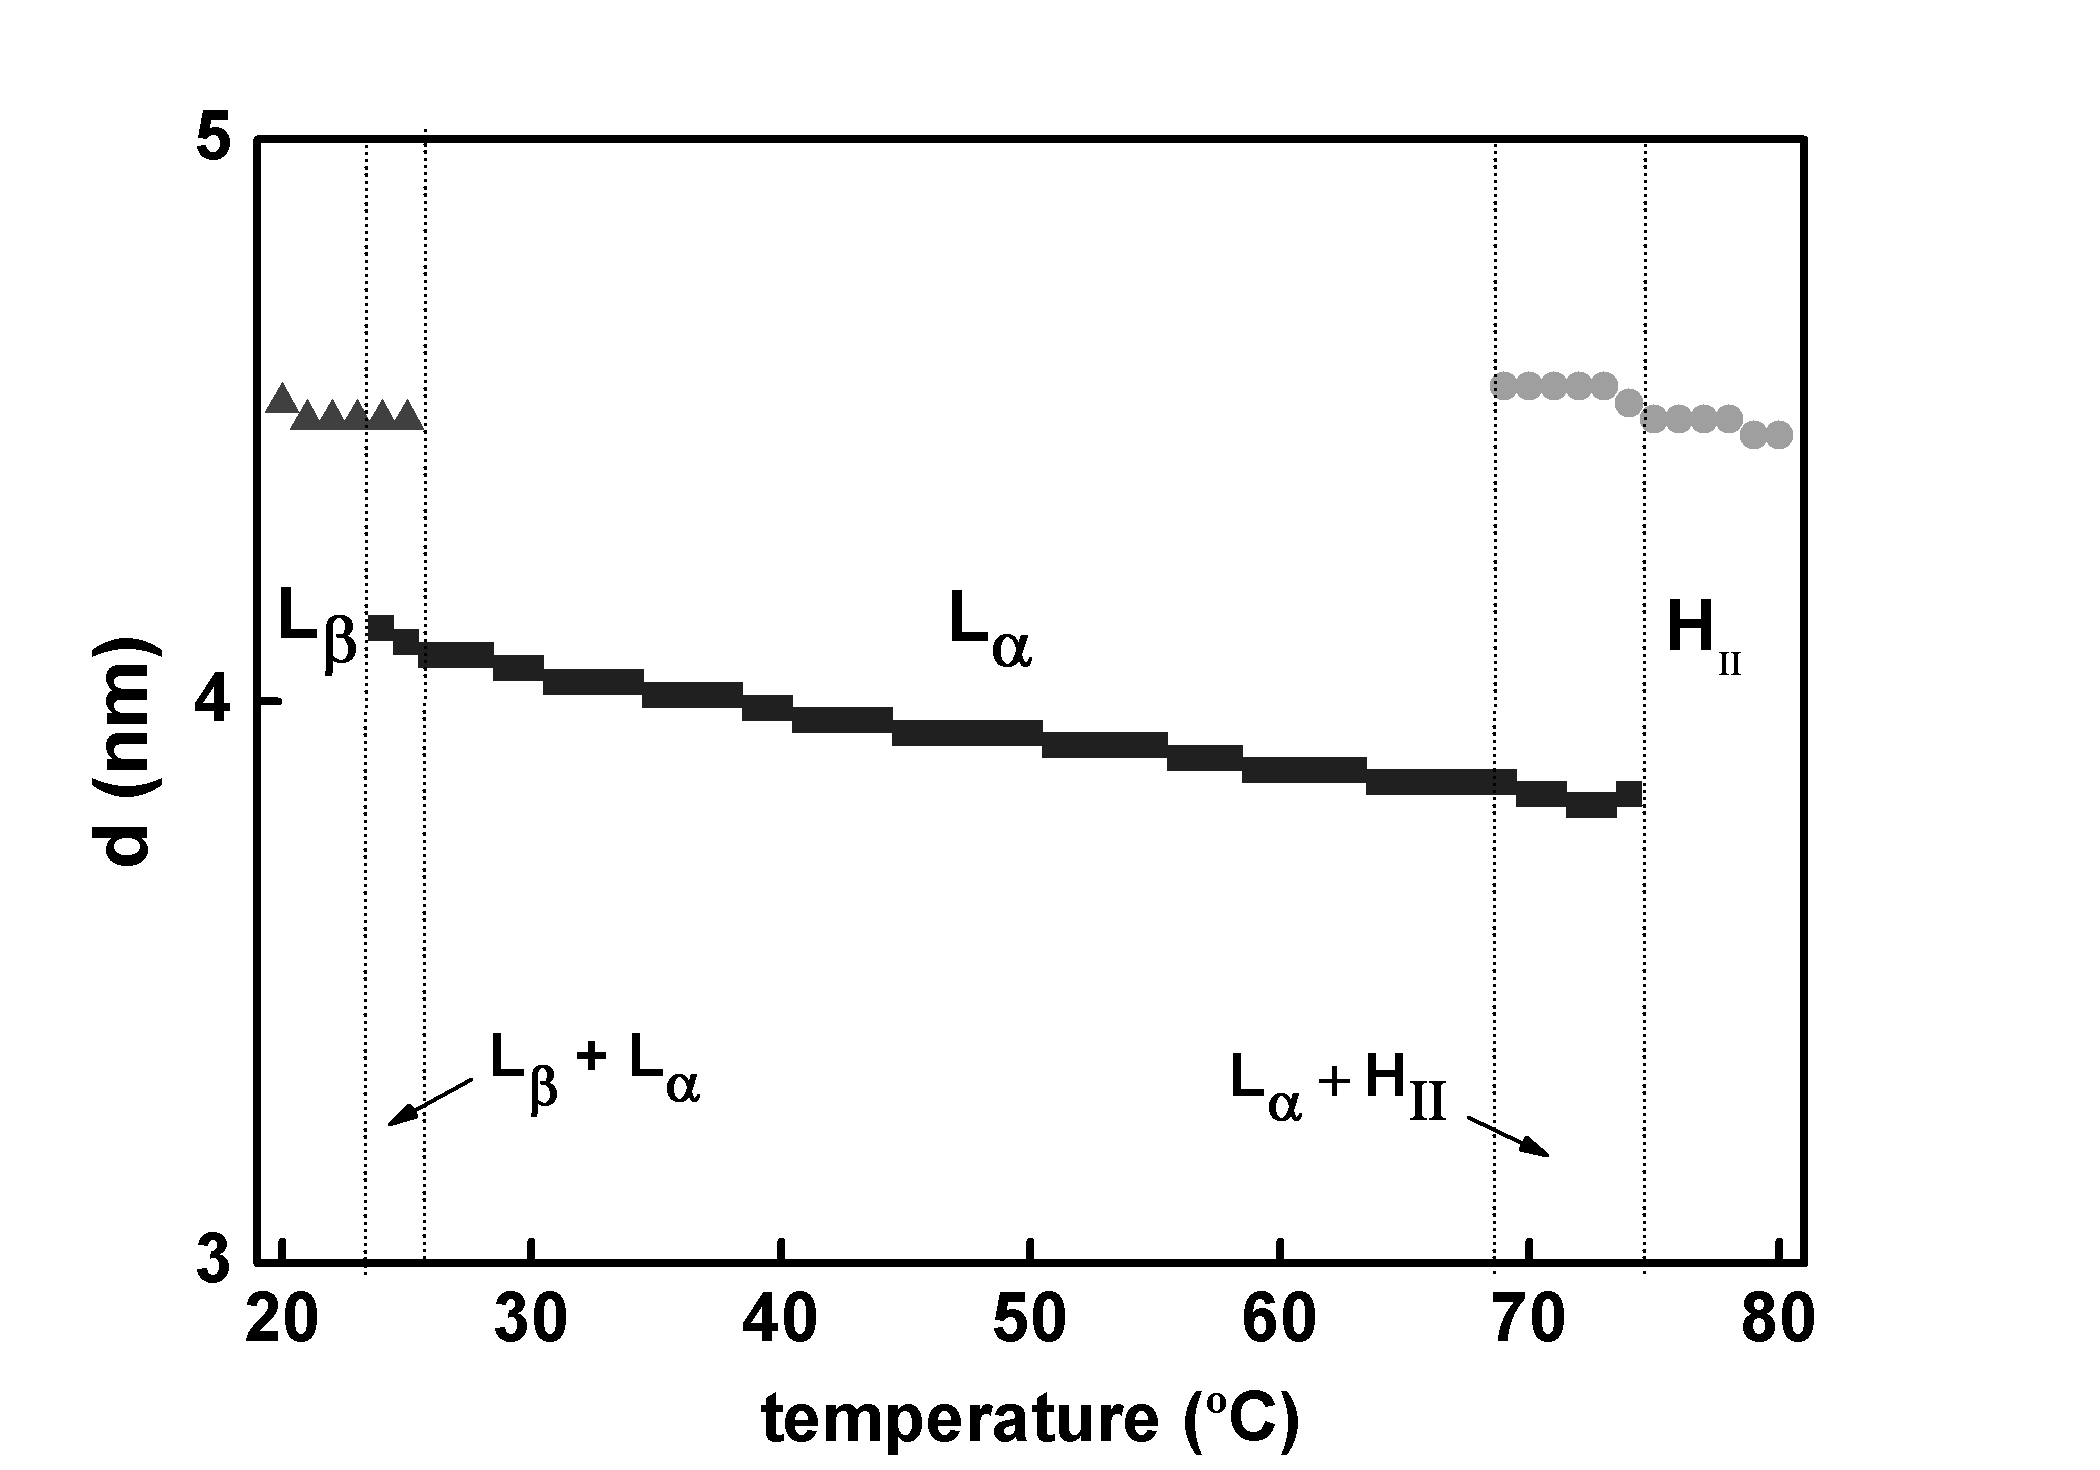 5
4
3
d (nm)
Lβ
Lα
HII
Lβ + Lα
Lα + HII
20 30 40 50 60 70 80
temperature (oC)